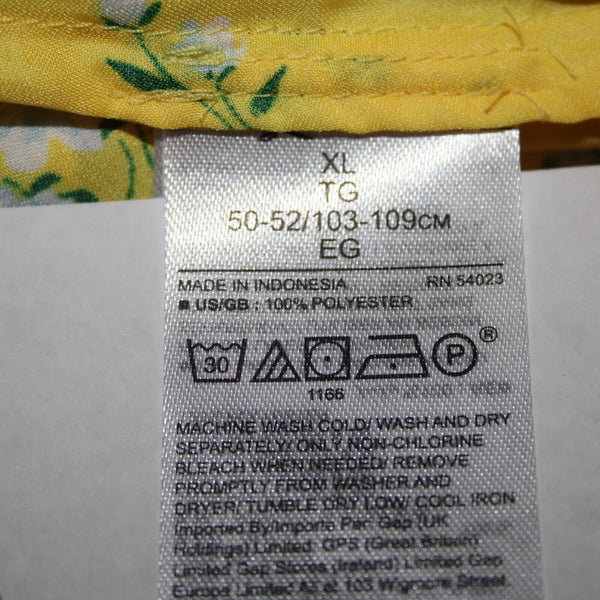 XL
TG
50-52/103-109CM
EG
MADE IN INDONESIA RN 54023
■ US/GB : 100% POLYESTER
30 P ®
1166
MACHINE WASH COLD/ WASH AND DRY
SEPARATELY/ ONLY NON-CHLORINE
BLEACH WHEN NEEDED/ REMOVE
PROMPTLY FROM WASHER AND
DRYER/ TUMBLE DRY LOW/ COOL IRON
Imported By/Importe Par: Gap (UK
Holdings) Limited. GPS (Great Britain)
Limited Gap Stores (Ireland) Limited Gap
Europe Limited All at 103 Wigmore Street